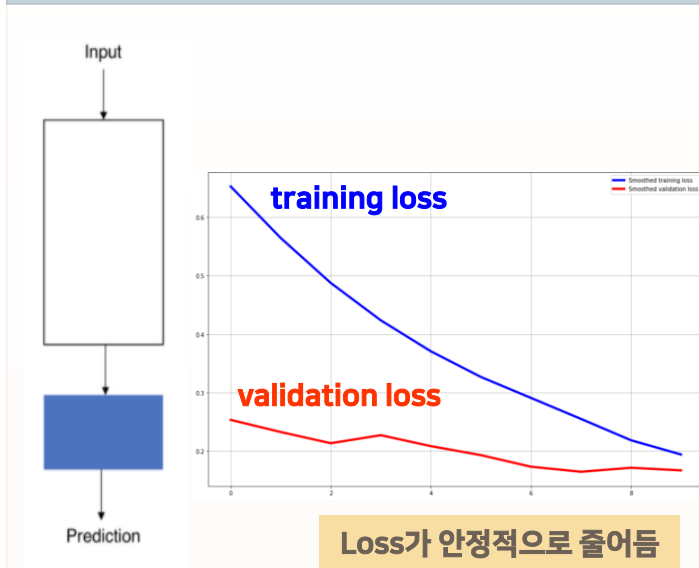 Input
Prediction
training loss
validation loss
Smoothed training loss
Smoothed validation loss
0.6
0.5
0.4
0.3
0.2
0
2
4
6
8
Loss가 안정적으로 줄어듬